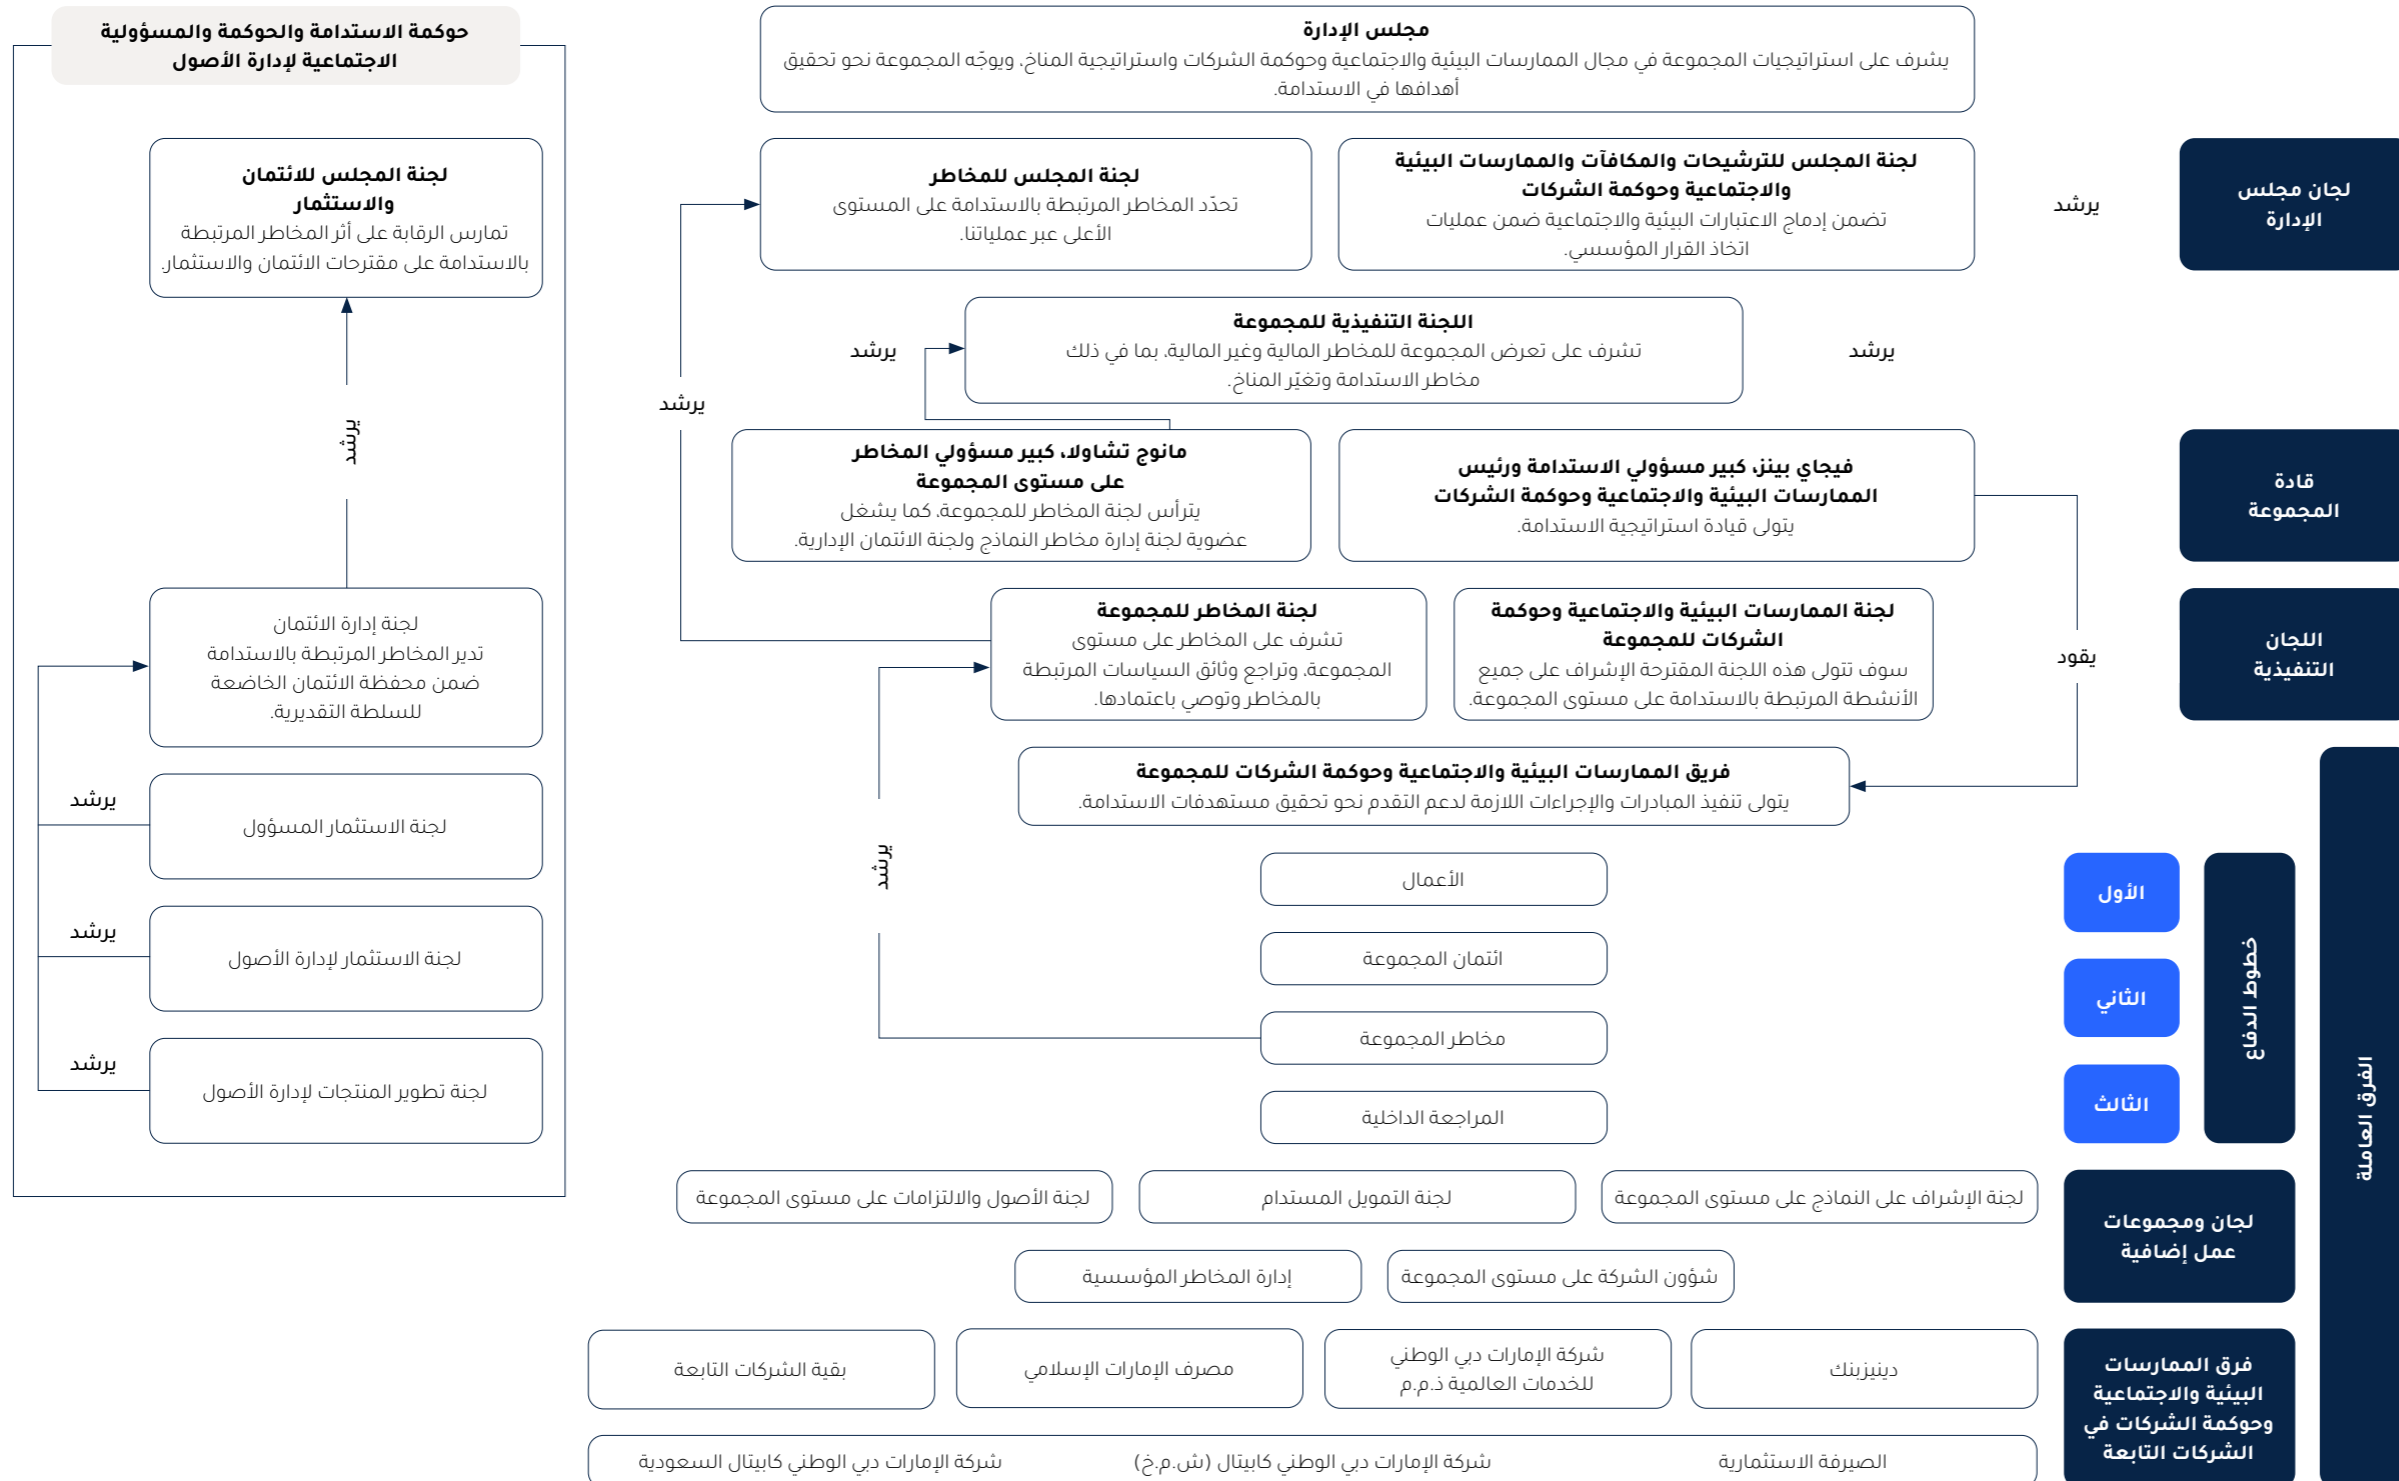 مجلس الإدارة
يشرف على استراتيجيات المجموعة في مجال الممارسات البيئية والاجتماعية وحوكمة الشركات واستراتيجية المناخ، ويوجّه المجموعة نحو تحقيق
أهدافها في الاستدامة.
لجان مجلس
الإدارة
يرشد
لجنة المجلس للترشيحات والمكافآت والممارسات البيئية
والاجتماعية وحوكمة الشركات
تضمن إدماج الاعتبارات البيئية والاجتماعية ضمن عمليات
اتخاذ القرار المؤسسي.
لجنة المجلس للمخاطر
تحدّد المخاطر المرتبطة بالاستدامة على المستوى
الأعلى عبر عملياتنا.
يرشد
اللجنة التنفيذية للمجموعة
تشرف على تعرض المجموعة للمخاطر المالية وغير المالية، بما في ذلك
مخاطر الاستدامة وتغيّر المناخ.
يرشد
يرشد
قادة
المجموعة
فيجاي بينز، كبير مسؤولي الاستدامة ورئيس
الممارسات البيئية والاجتماعية وحوكمة الشركات
يتولى قيادة استراتيجية الاستدامة.
مانوج تشاولا، كبير مسؤولي المخاطر
على مستوى المجموعة
يترأس لجنة المخاطر للمجموعة، كما يشغل
عضوية لجنة إدارة مخاطر النماذج ولجنة الائتمان الإدارية.
اللجان
التنفيذية
يقود
لجنة الممارسات البيئية والاجتماعية وحوكمة
الشركات للمجموعة
سوف تتولى هذه اللجنة المقترحة الإشراف على جميع
الأنشطة المرتبطة بالاستدامة على مستوى المجموعة.
لجنة المخاطر للمجموعة
تشرف على المخاطر على مستوى
المجموعة، وتراجع وثائق السياسات المرتبطة
بالمخاطر وتوصي باعتمادها.
الفرق العاملة
فريق الممارسات البيئية والاجتماعية وحوكمة الشركات للمجموعة
يتولى تنفيذ المبادرات والإجراءات اللازمة لدعم التقدم نحو تحقيق مستهدفات الاستدامة.
يرشد
خطوط الدفاع
الأول
الثاني
الثالث
الأعمال
ائتمان المجموعة
مخاطر المجموعة
المراجعة الداخلية
لجان ومجموعات
عمل إضافية
لجنة الإشراف على النماذج على مستوى المجموعة
لجنة التمويل المستدام
لجنة الأصول والالتزامات على مستوى المجموعة
شؤون الشركة على مستوى المجموعة
إدارة المخاطر المؤسسية
فرق الممارسات
البيئية والاجتماعية
وحوكمة الشركات في
الشركات التابعة
دينيزبنك
شركة الإمارات دبي الوطني
للخدمات العالمية ذ.م.م
مصرف الإمارات الإسلامي
بقية الشركات التابعة
الصيرفة الاستثمارية
شركة الإمارات دبي الوطني كابيتال (ش.م.خ)
شركة الإمارات دبي الوطني كابيتال السعودية
حوكمة الاستدامة والحوكمة والمسؤولية
الاجتماعية لإدارة الأصول
لجنة المجلس للائتمان
والاستثمار
تمارس الرقابة على أثر المخاطر المرتبطة
بالاستدامة على مقترحات الائتمان والاستثمار.
يرشد
لجنة إدارة الائتمان
تدير المخاطر المرتبطة بالاستدامة
ضمن محفظة الائتمان الخاضعة
للسلطة التقديرية.
يرشد
لجنة الاستثمار المسؤول
يرشد
لجنة الاستثمار لإدارة الأصول
يرشد
لجنة تطوير المنتجات لإدارة الأصول